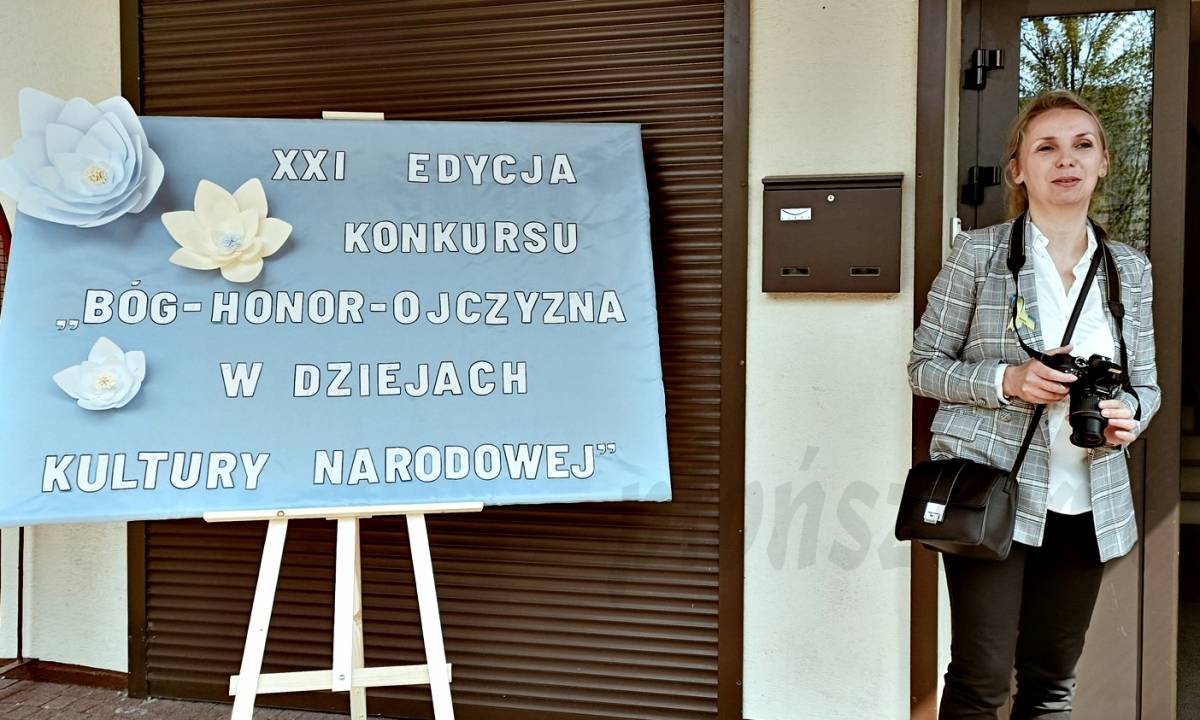 XXI EDYCJA
KONKURSU
„BÓG-HONOR-OJCZYZNA
W DZIEJACH
KULTURY NARODOWEJ”